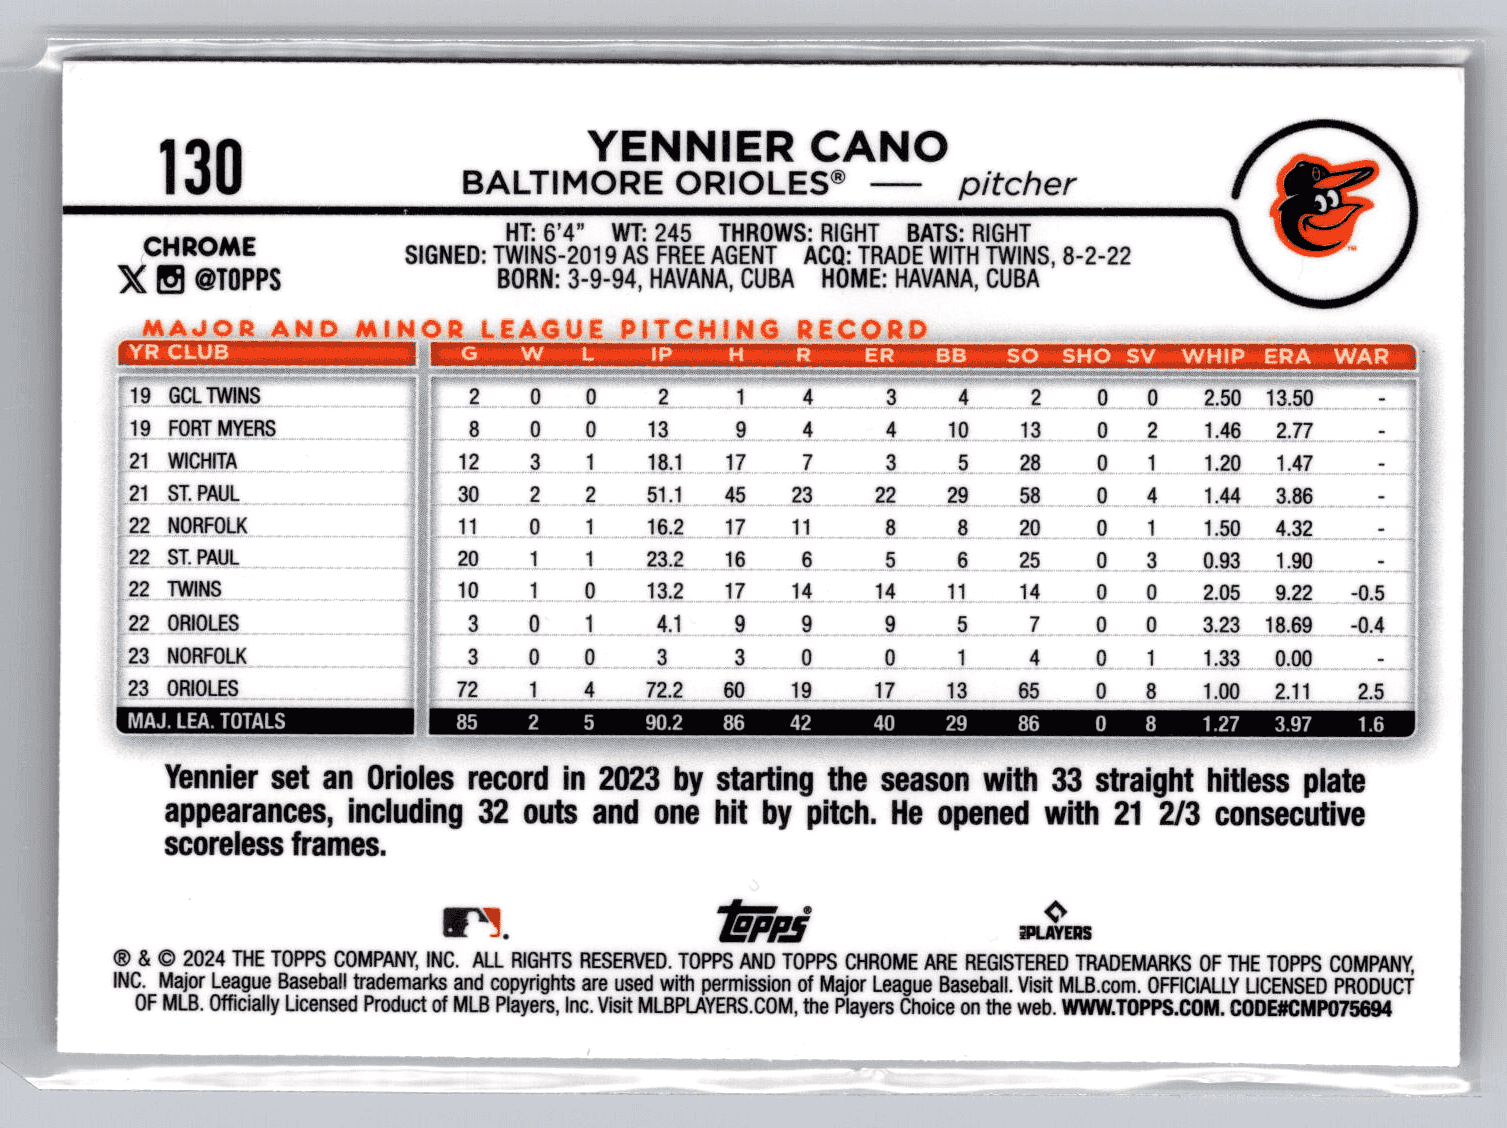 130
YENNIER CANO
BALTIMORE ORIOLES® — pitcher
CHROME
X @TOPPS
HT: 6'4" WT: 245 THROWS: RIGHT BATS: RIGHT
SIGNED: TWINS-2019 AS FREE AGENT ACQ: TRADE WITH TWINS, 8-2-22
BORN: 3-9-94, HAVANA, CUBA HOME: HAVANA, CUBA
MAJOR AND MINOR LEAGUE PITCHING RECORD
YR CLUB G W L IP H R ER BB SO SHO SV WHIP ERA WAR
19 GCL TWINS 2 0 0 2 1 4 3 4 2 0 0 2.50 13.50 -
19 FORT MYERS 8 0 0 13 9 4 4 10 13 0 2 1.46 2.77 -
21 WICHITA 12 3 1 18.1 17 7 3 5 28 0 1 1.20 1.47 -
21 ST. PAUL 30 2 2 51.1 45 23 22 29 58 0 4 1.44 3.86 -
22 NORFOLK 11 0 1 16.2 17 11 8 8 20 0 1 1.50 4.32 -
22 ST. PAUL 20 1 1 23.2 16 6 5 6 25 0 3 0.93 1.90 -
22 TWINS 10 1 0 13.2 17 14 14 11 14 0 0 2.05 9.22 -0.5
22 ORIOLES 3 0 1 4.1 9 9 9 5 7 0 0 3.23 18.69 -0.4
23 NORFOLK 3 0 0 3 3 0 0 1 4 0 1 1.33 0.00 -
23 ORIOLES 72 1 4 72.2 60 19 17 13 65 0 8 1.00 2.11 2.5
MAJ. LEA. TOTALS 85 2 5 90.2 86 42 40 29 86 0 8 1.27 3.97 1.6
Yennier set an Orioles record in 2023 by starting the season with 33 straight hitless plate
appearances, including 32 outs and one hit by pitch. He opened with 21 2/3 consecutive
scoreless frames.
topps®
PLAYERS
® & © 2024 THE TOPPS COMPANY, INC. ALL RIGHTS RESERVED. TOPPS AND TOPPS CHROME ARE REGISTERED TRADEMARKS OF THE TOPPS COMPANY,
INC. Major League Baseball trademarks and copyrights are used with permission of Major League Baseball. Visit MLB.com. OFFICIALLY LICENSED PRODUCT
OF MLB. Officially Licensed Product of MLB Players, Inc. Visit MLBPLAYERS.COM, the Players Choice on the web. WWW.TOPPS.COM. CODE#CMP075694